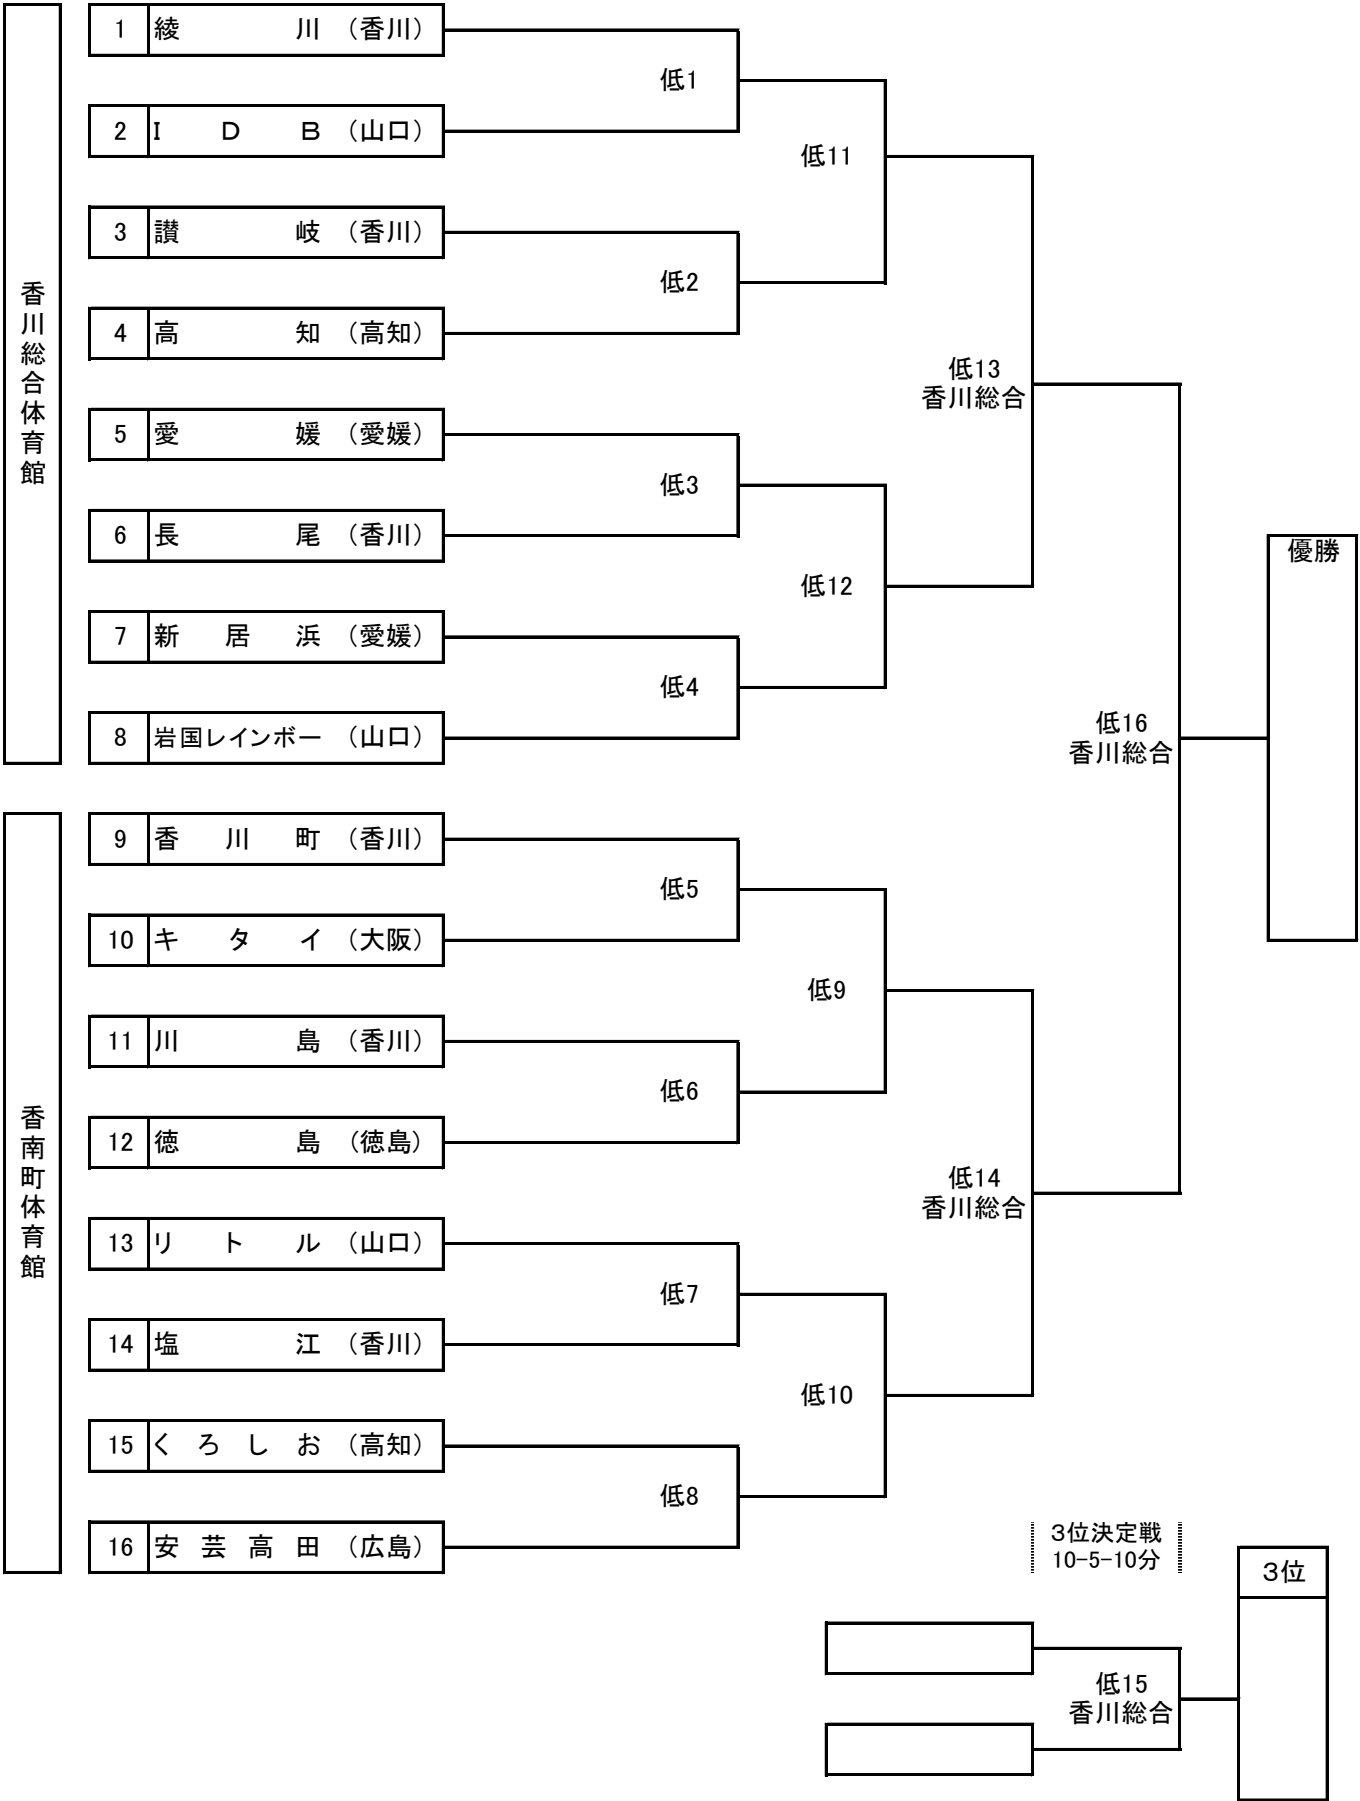 香川総合体育館
1 綾川 （香川）
低1
2 I D B （山口）
低11
3 讃岐 （香川）
低2
4 高知 （高知）
低13
香川総合
5 愛媛 （愛媛）
低3
6 長尾 （香川）
優勝
低12
7 新居浜 （愛媛）
低4
8 岩国レインボー （山口）
低16
香川総合
香南町体育館
9 香川町 （香川）
低5
10 キタイ （大阪）
低9
11 川島 （香川）
低6
12 徳島 （徳島）
低14
香川総合
13 リトル （山口）
低7
14 塩江 （香川）
低10
15 くろしお （高知）
低8
16 安芸高田 （広島）
3位決定戦
10-5-10分
3位
低15
香川総合